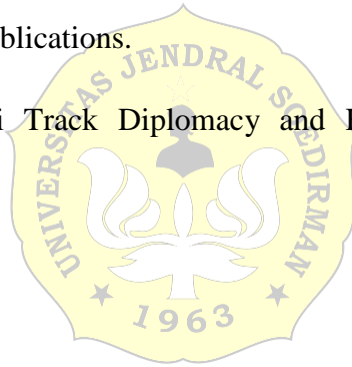 blications.
i Track Diplomacy and
UNIVERSITAS JENDRAL SOEDIRMAN
1963